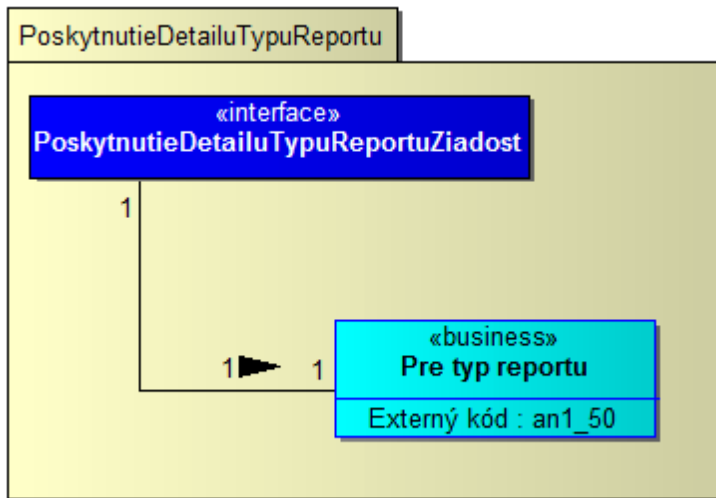 PoskytnutieDetailuTypuReportu
«interface»
PoskytnutieDetailuTypuReportuZiadost
1
1
1
«business»
Pre typ reportu
Externý kód : an1_50